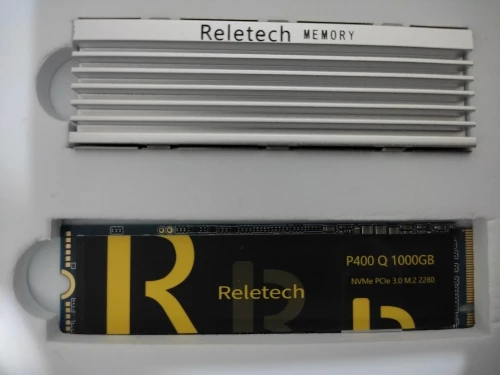 Reletech MEMORY
R
P400 Q 1000GB
NVMe PCIe 3.0 M.2 2280
Reletech